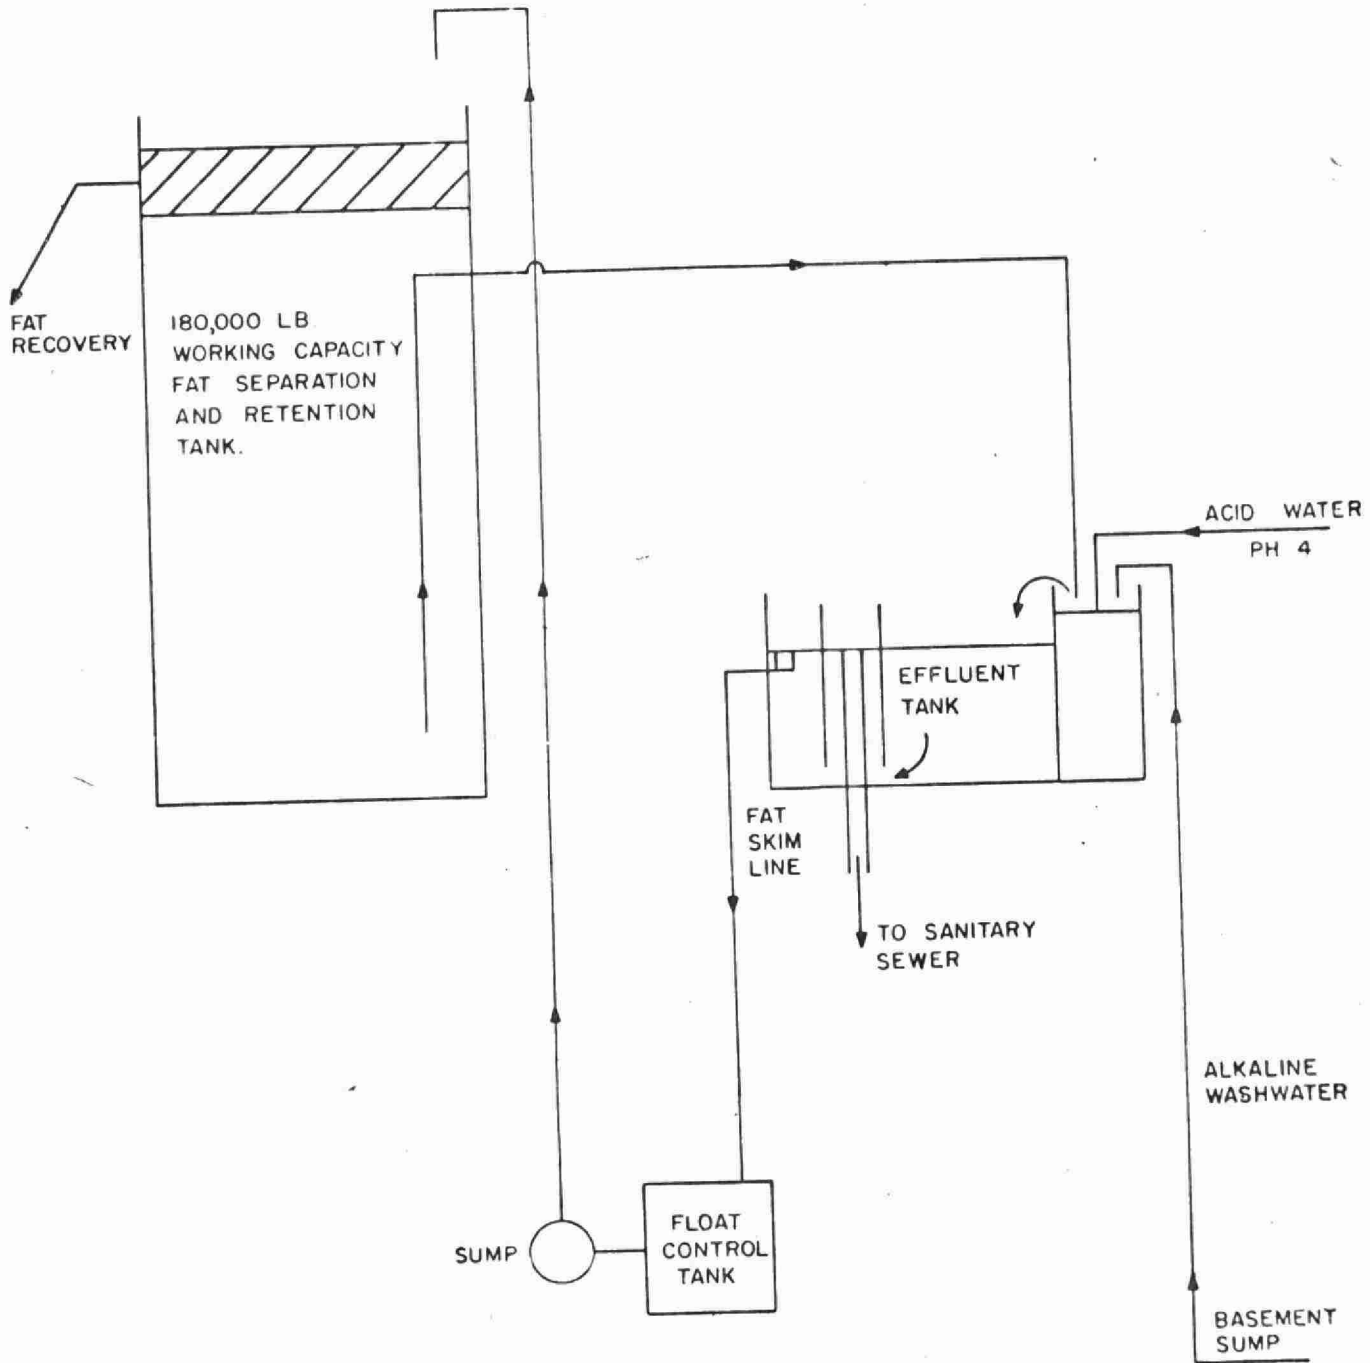 FAT
RECOVERY
180,000 LB.
WORKING CAPACITY
FAT SEPARATION
AND RETENTION
TANK.
ACID WATER
PH 4
EFFLUENT
TANK
FAT
SKIM
LINE
TO SANITARY
SEWER
ALKALINE
WASHWATER
SUMP
FLOAT
CONTROL
TANK
BASEMENT
SUMP